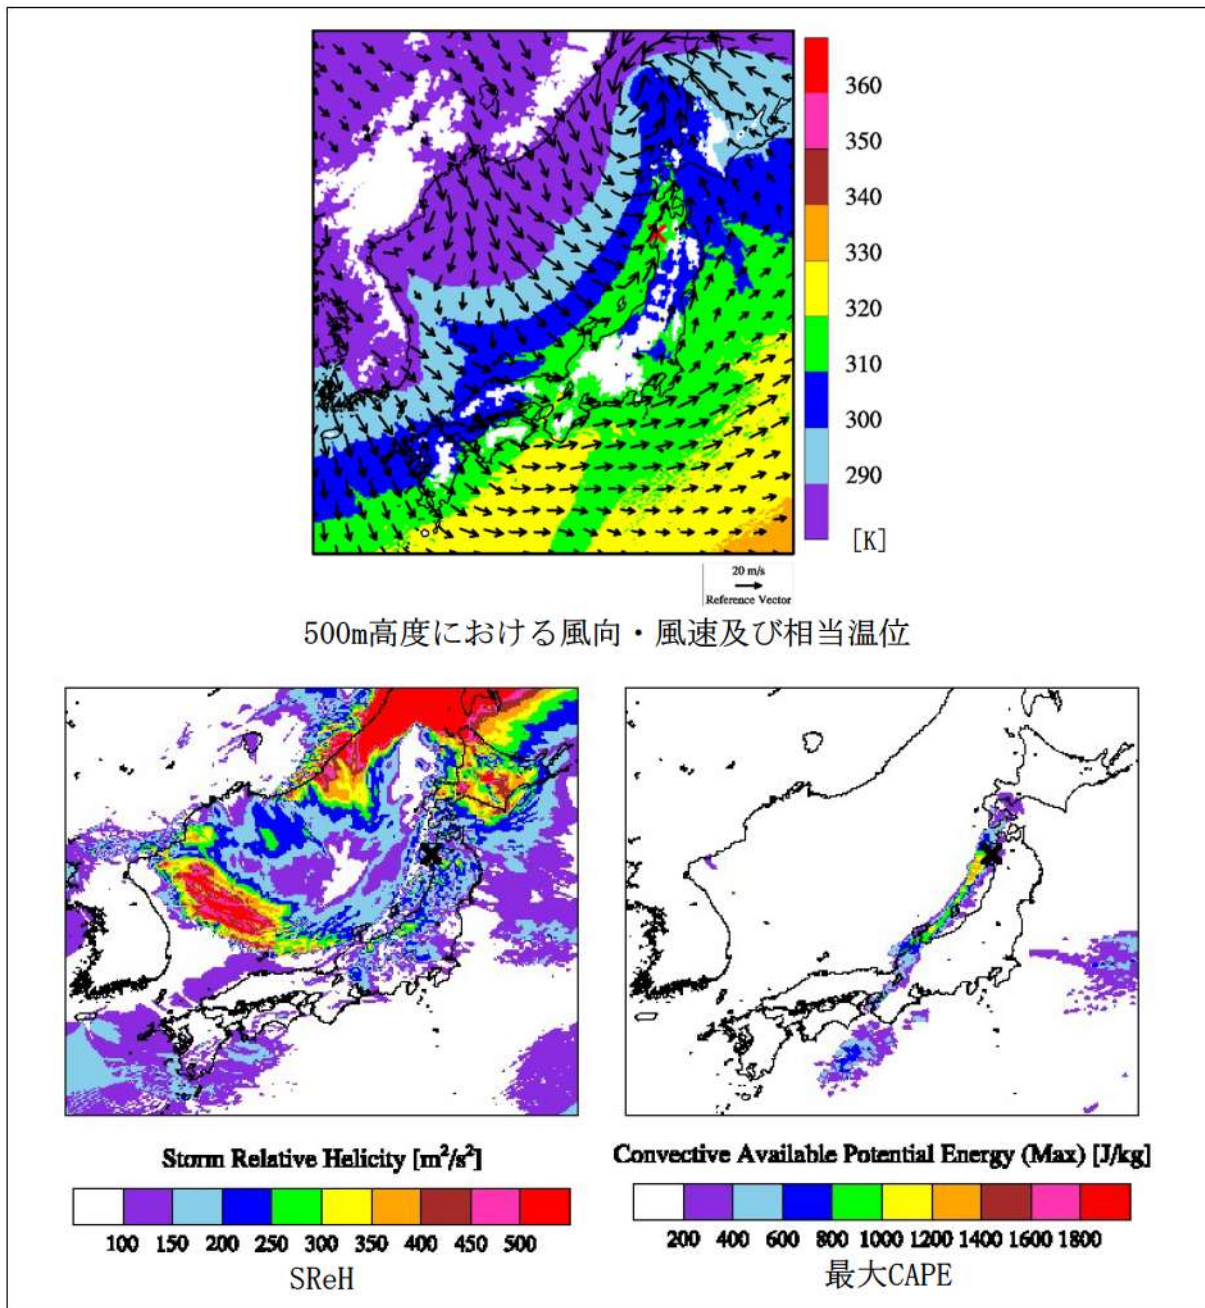 360
350
340
330
320
310
300
290
[K]
20 m/s
Reference Vector
500m高度における風向・風速及び相当温位
Storm Relative Helicity [m²/s²]
100 150 200 250 300 350 400 450 500
SReH
Convective Available Potential Energy (Max) [J/kg]
200 400 600 800 1000 1200 1400 1600 1800
最大CAPE